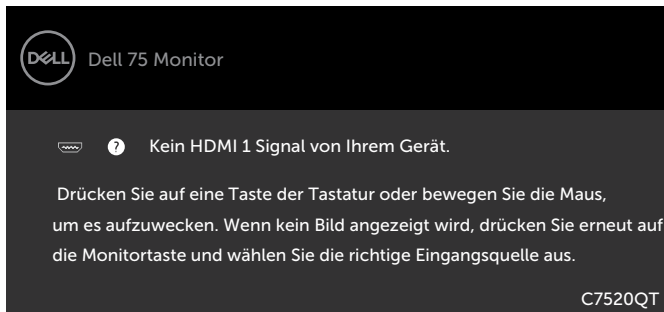 DELL
Dell 75 Monitor
? Kein HDMI 1 Signal von Ihrem Gerät.
Drücken Sie auf eine Taste der Tastatur oder bewegen Sie die Maus,
um es aufzuwecken. Wenn kein Bild angezeigt wird, drücken Sie erneut auf
die Monitortaste und wählen Sie die richtige Eingangsquelle aus.
C7520QT